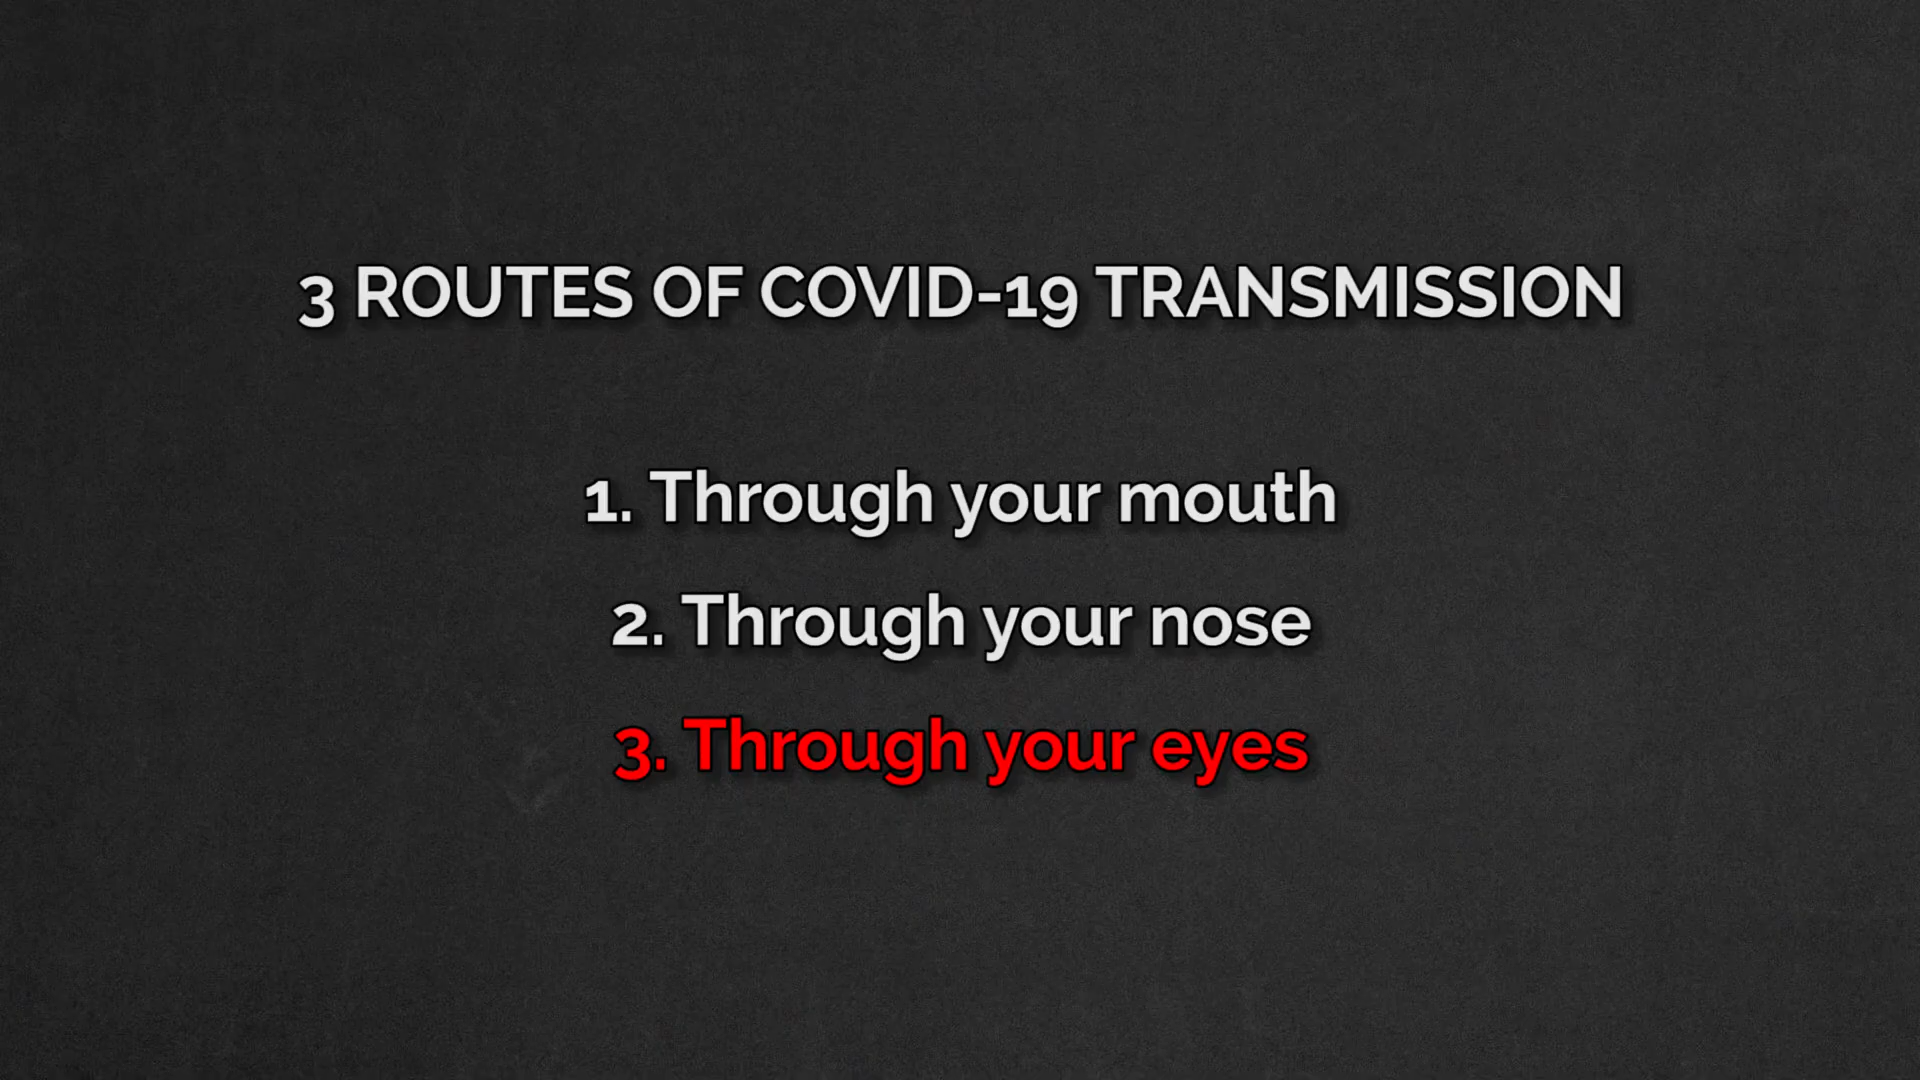 3 ROUTES OF COVID-19 TRANSMISSION
1. Through your mouth
2. Through your nose
3. Through your eyes